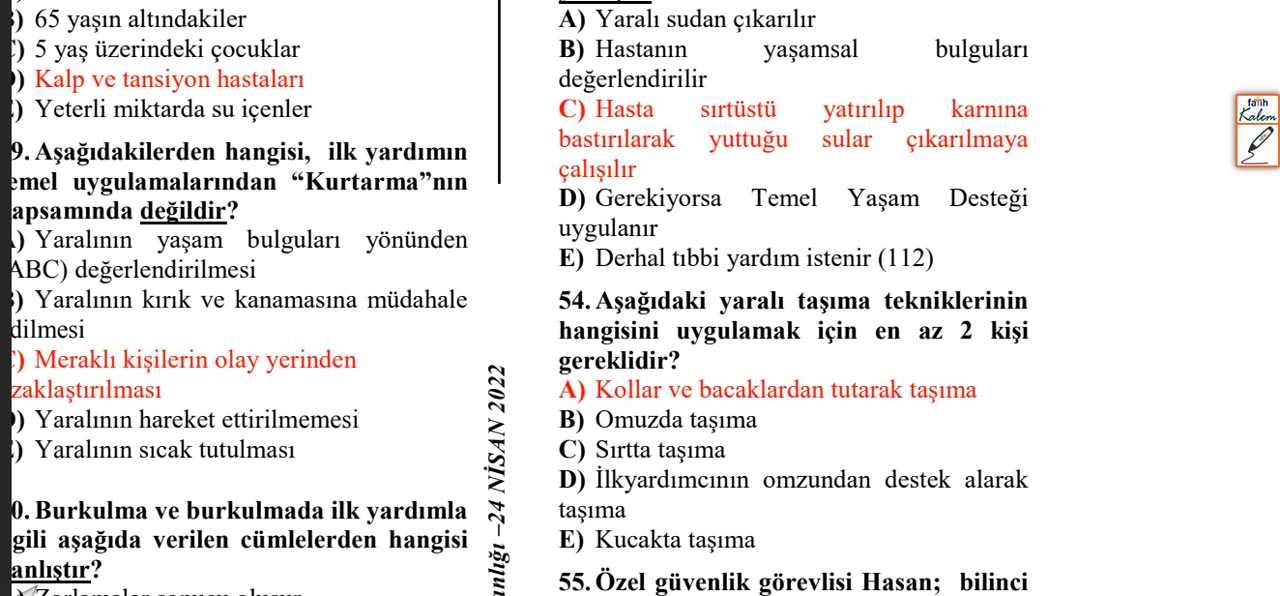 ) 65 yaşın altındakiler
) 5 yaş üzerindeki çocuklar
) Kalp ve tansiyon hastaları
) Yeterli miktarda su içenler
9. Aşağıdakilerden hangisi, ilk yardımın
emel uygulamalarından “Kurtarma”nın
apsamında değildir?
) Yaralının yaşam bulguları yönünden
ABC) değerlendirilmesi
) Yaralının kırık ve kanamasına müdahale
dilmesi
) Meraklı kişilerin olay yerinden
zaklaştırılması
) Yaralının hareket ettirilmemesi
) Yaralının sıcak tutulması
0. Burkulma ve burkulmada ilk yardımla
gili aşağıda verilen cümlelerden hangisi
anlıştır?
anlığı –24 NİSAN 2022
A) Yaralı sudan çıkarılır
B) Hastanın yaşamsal bulguları
değerlendirilir
C) Hasta sırtüstü yatırılıp karnına
bastırılarak yuttuğu sular çıkarılmaya
çalışılır
D) Gerekiyorsa Temel Yaşam Desteği
uygulanır
E) Derhal tıbbi yardım istenir (112)
54. Aşağıdaki yaralı taşıma tekniklerinin
hangisini uygulamak için en az 2 kişi
gereklidir?
A) Kollar ve bacaklardan tutarak taşıma
B) Omuzda taşıma
C) Sırtta taşıma
D) İlkyardımcının omzundan destek alarak
taşıma
E) Kucakta taşıma
55. Özel güvenlik görevlisi Hasan; bilinci
fatih
Kalem